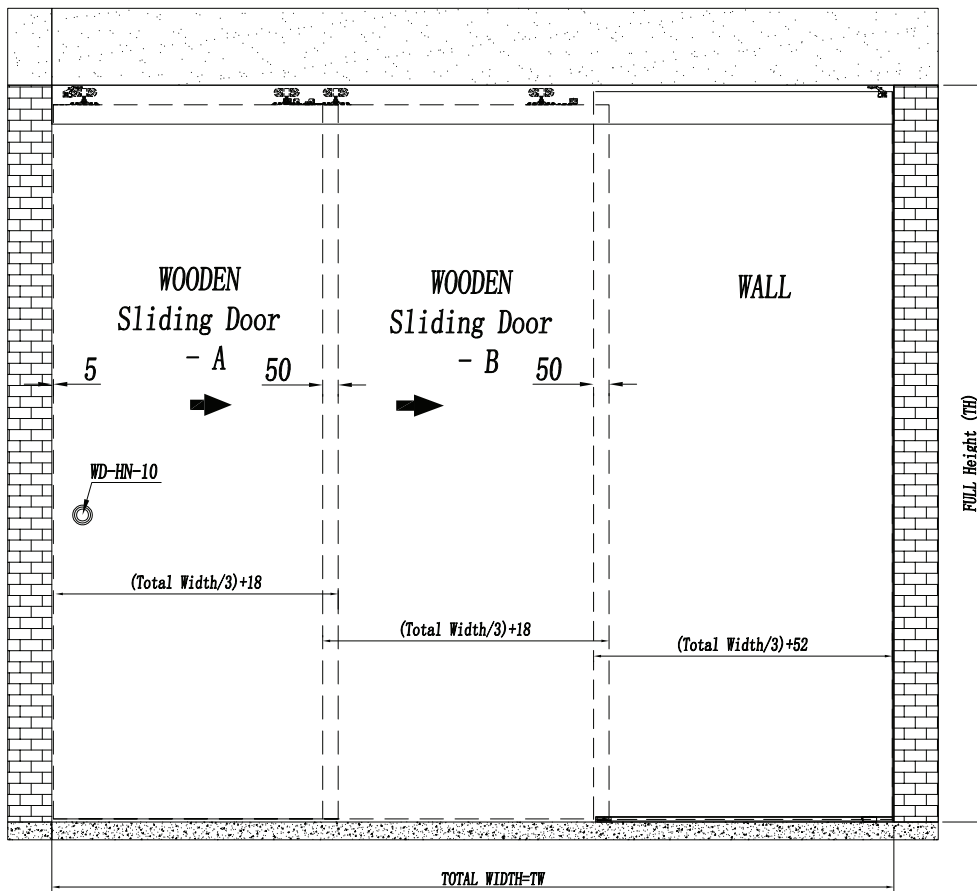 WOODEN
Sliding Door
- A
WOODEN
Sliding Door
- B
WALL
5
50
50
WD-HN-10
FULL Height (TH)
(Total Width/3)+18
(Total Width/3)+18
(Total Width/3)+52
TOTAL WIDTH=TW